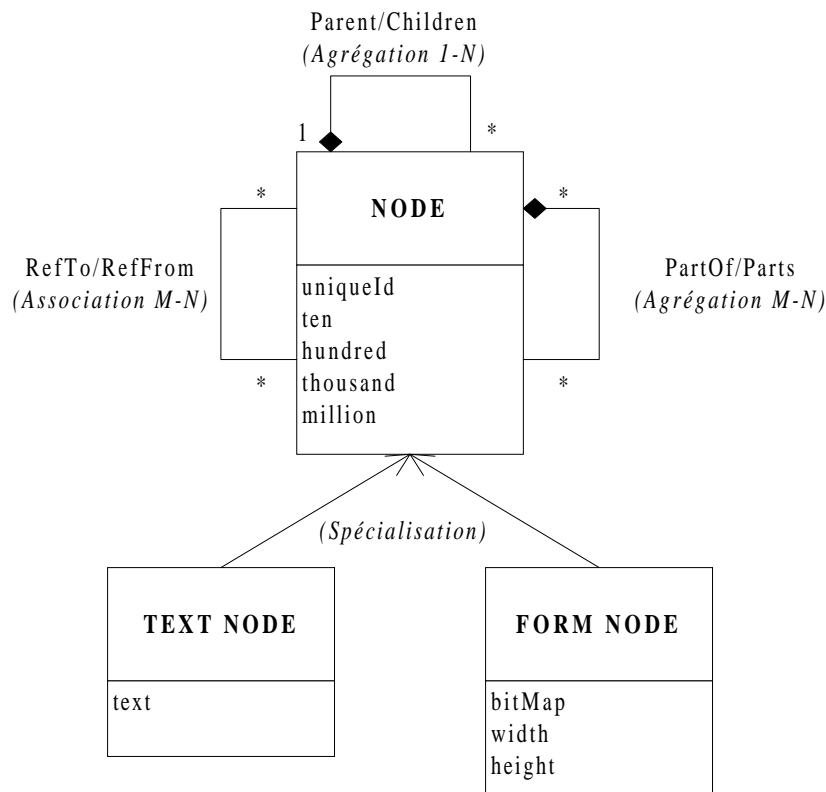 Parent/Children
(Agrégation 1-N)
1 *
* NODE *
RefTo/RefFrom
(Association M-N)
PartOf/Parts
(Agrégation M-N)
uniqueId
ten
hundred
thousand
million
* *
(Spécialisation)
TEXT NODE
text
FORM NODE
bitMap
width
height